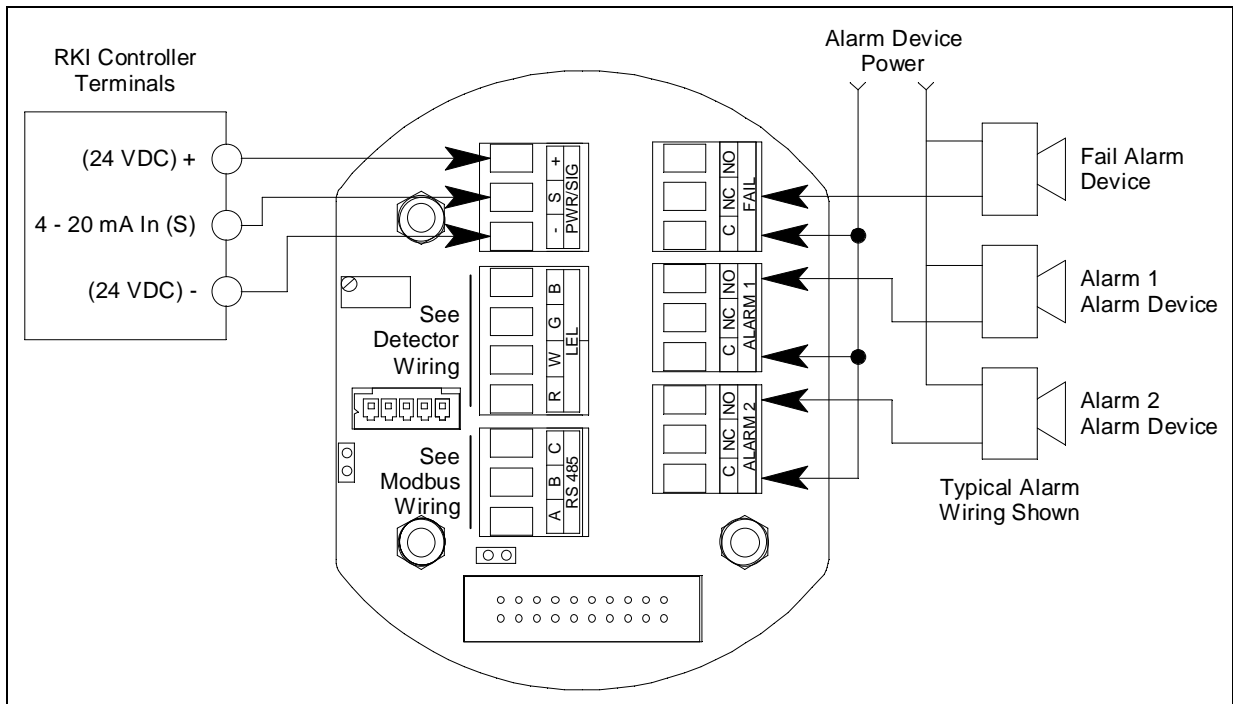 RKI Controller
Terminals
(24 VDC) +
4 - 20 mA In (S)
(24 VDC) -
+
S
-
PWR/SIG
B
G
W
R
LEL
C
B
A
RS 485
See
Detector
Wiring
See
Modbus
Wiring
NO
NC
C
FAIL
NO
NC
C
ALARM 1
NO
NC
C
ALARM 2
Alarm Device
Power
Fail Alarm
Device
Alarm 1
Alarm Device
Alarm 2
Alarm Device
Typical Alarm
Wiring Shown